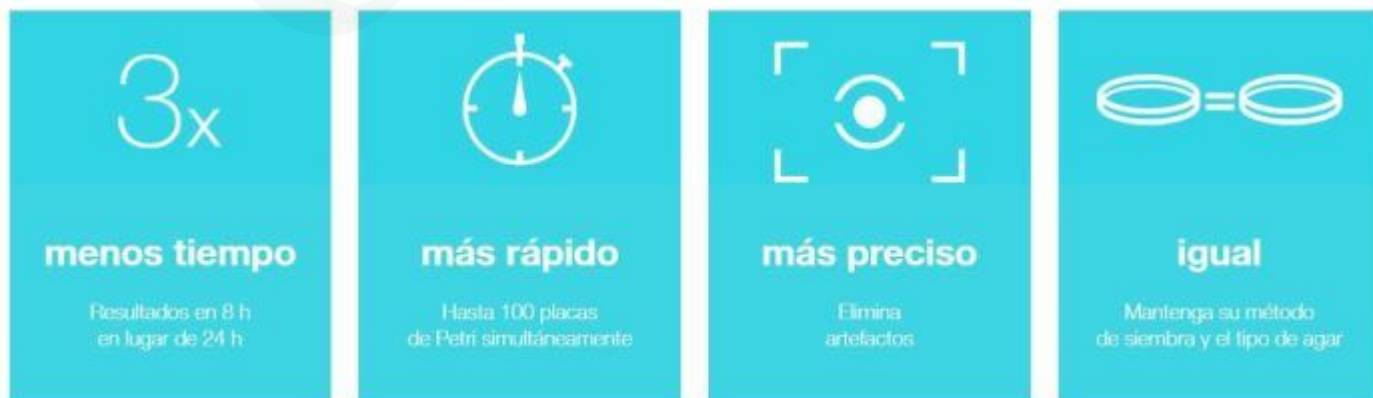 3x
menos tiempo
Resultados en 8 h
en lugar de 24 h
más rápido
Hasta 100 placas
de Petri simultáneamente
más preciso
Elimina
artefactos
igual
Mantenga su método
de siembra y el tipo de agar